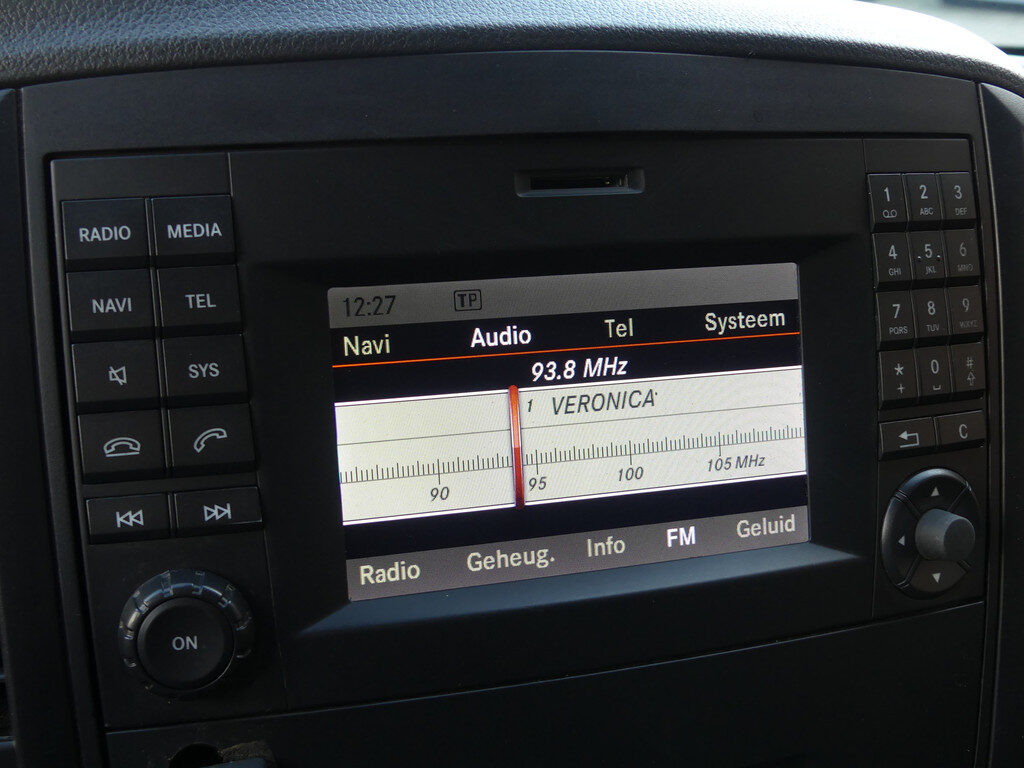 RADIO MEDIA
NAVI TEL
SYS
ON
12:27 TP
Navi Audio Tel Systeem
93.8 MHz
1 VERONICA
90 95 100 105 MHz
Radio Geheug. Info FM Geluid
1 2 ABC 3 DEF
4 GHI 5 JKL 6 MNO
7 PQRS 8 TUV 9 WXYZ
* + 0 #
C